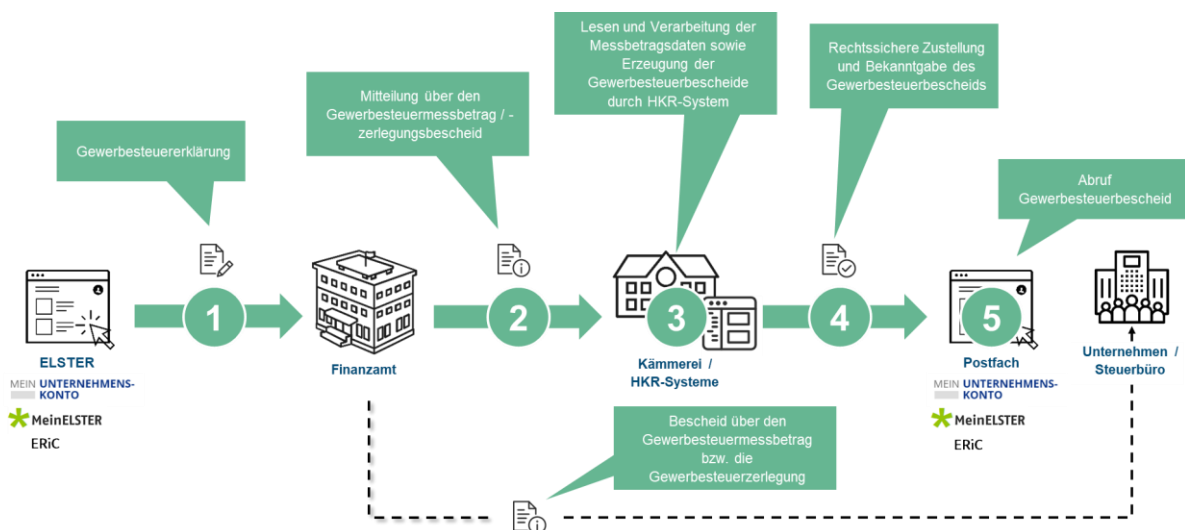 Gewerbesteuererklärung
Mitteilung über den
Gewerbesteuermessbetrag / -
zerlegungsbescheid
Lesen und Verarbeitung der
Messbetragsdaten sowie
Erzeugung der
Gewerbesteuerbescheide
durch HKR-System
Rechtssichere Zustellung
und Bekanntgabe des
Gewerbesteuerbescheids
Abruf
Gewerbesteuerbescheid
1
2
3
4
5
ELSTER
MEIN UNTERNEHMENS-
KONTO
MeinELSTER
ERiC
Finanzamt
Kämmerei /
HKR-Systeme
Postfach
MEIN UNTERNEHMENS-
KONTO
MeinELSTER
ERiC
Unternehmen /
Steuerbüro
Bescheid über den
Gewerbesteuermessbetrag
bzw. die
Gewerbesteuerzerlegung